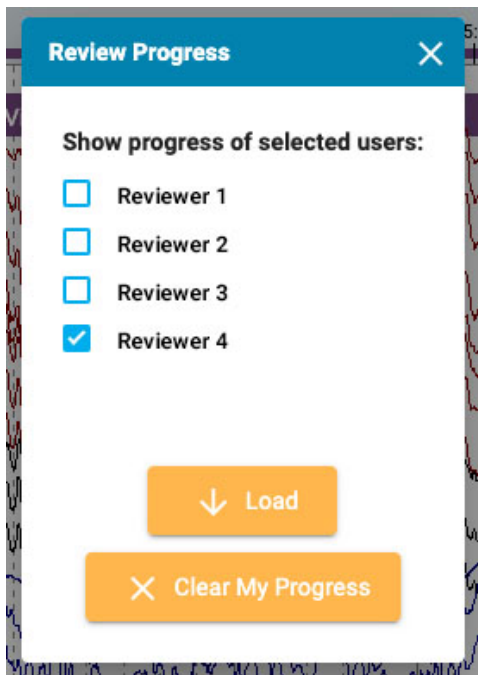 Review Progress
Show progress of selected users:
Reviewer 1
Reviewer 2
Reviewer 3
Reviewer 4
Load
Clear My Progress